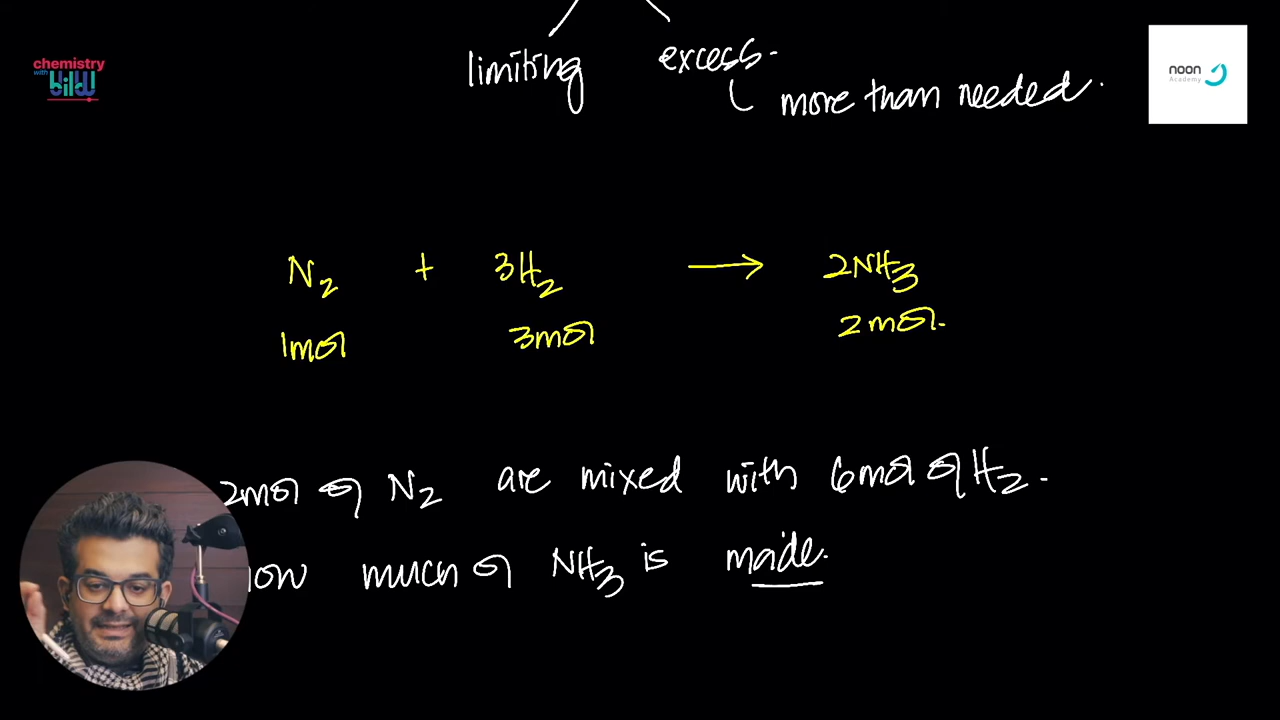 limiting excess.
more than needed.
chemistry
with
bilal
noon
Academy
N2 + 3H2 → 2NH3
1mol 3mol 2mol.
2mol of N2 are mixed with 6mol of H2.
much of NH3 is made.